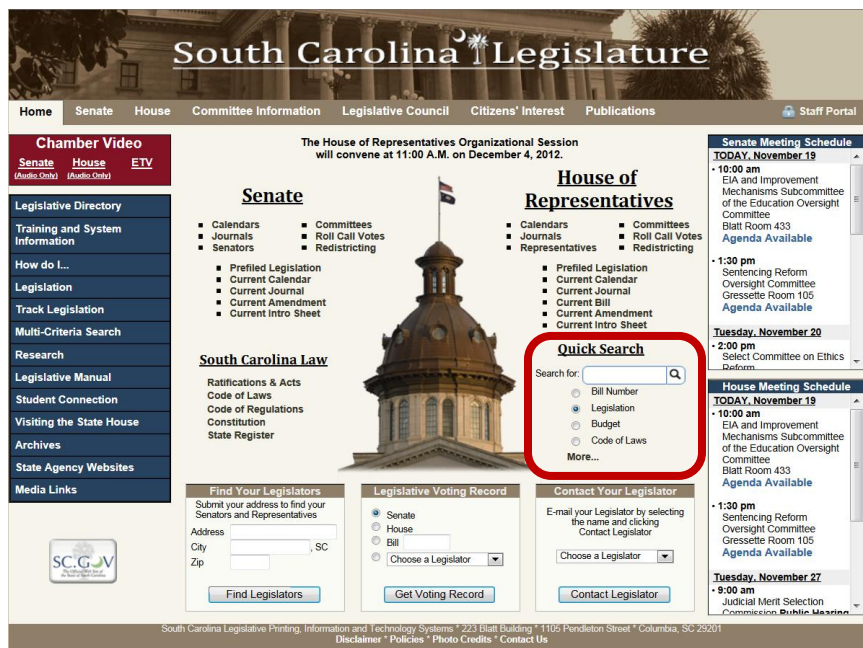 South Carolina Legislature
Home Senate House Committee Information Legislative Council Citizens' Interest Publications Staff Portal
Chamber Video
Senate House ETV
(Audio Only) (Audio Only)
Legislative Directory
Training and System
Information
How do I...
Legislation
Track Legislation
Multi-Criteria Search
Research
Legislative Manual
Student Connection
Visiting the State House
Archives
State Agency Websites
Media Links
SC.GOV
The House of Representatives Organizational Session
will convene at 11:00 A.M. on December 4, 2012.
Senate
Calendars Committees
Journals Roll Call Votes
Senators Redistricting
Prefiled Legislation
Current Calendar
Current Journal
Current Amendment
Current Intro Sheet
House of
Representatives
Calendars Committees
Journals Roll Call Votes
Representatives Redistricting
Prefiled Legislation
Current Calendar
Current Journal
Current Bill
Current Amendment
Current Intro Sheet
South Carolina Law
Ratifications & Acts
Code of Laws
Code of Regulations
Constitution
State Register
Quick Search
Search for:
Bill Number
Legislation
Budget
Code of Laws
More...
Find Your Legislators
Submit your address to find your
Senators and Representatives
Address
City , SC
Zip
Find Legislators
Legislative Voting Record
Senate
House
Bill
Choose a Legislator
Get Voting Record
Contact Your Legislator
E-mail your Legislator by selecting
the name and clicking
Contact Legislator
Choose a Legislator
Contact Legislator
Senate Meeting Schedule
TODAY, November 19
10:00 am
EIA and Improvement
Mechanisms Subcommittee
of the Education Oversight
Committee
Blatt Room 433
Agenda Available
1:30 pm
Sentencing Reform
Oversight Committee
Gressette Room 105
Agenda Available
Tuesday, November 20
2:00 pm
Select Committee on Ethics
Reform
House Meeting Schedule
TODAY, November 19
10:00 am
EIA and Improvement
Mechanisms Subcommittee
of the Education Oversight
Committee
Blatt Room 433
Agenda Available
1:30 pm
Sentencing Reform
Oversight Committee
Gressette Room 105
Agenda Available
Tuesday, November 27
9:00 am
Judicial Merit Selection
Commission Public Hearing
South Carolina Legislative Printing, Information and Technology Systems * 223 Blatt Building * 1105 Pendleton Street * Columbia, SC 29201
Disclaimer * Policies * Photo Credits * Contact Us